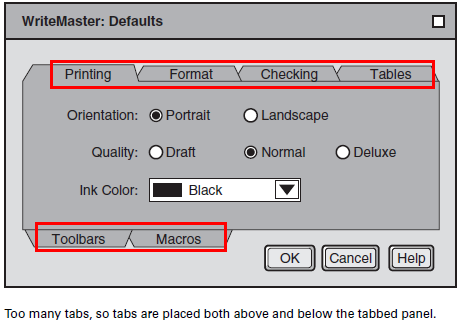 WriteMaster: Defaults
Printing Format Checking Tables
Orientation: Portrait Landscape
Quality: Draft Normal Deluxe
Ink Color: Black
Toolbars Macros
OK Cancel Help
Too many tabs, so tabs are placed both above and below the tabbed panel.